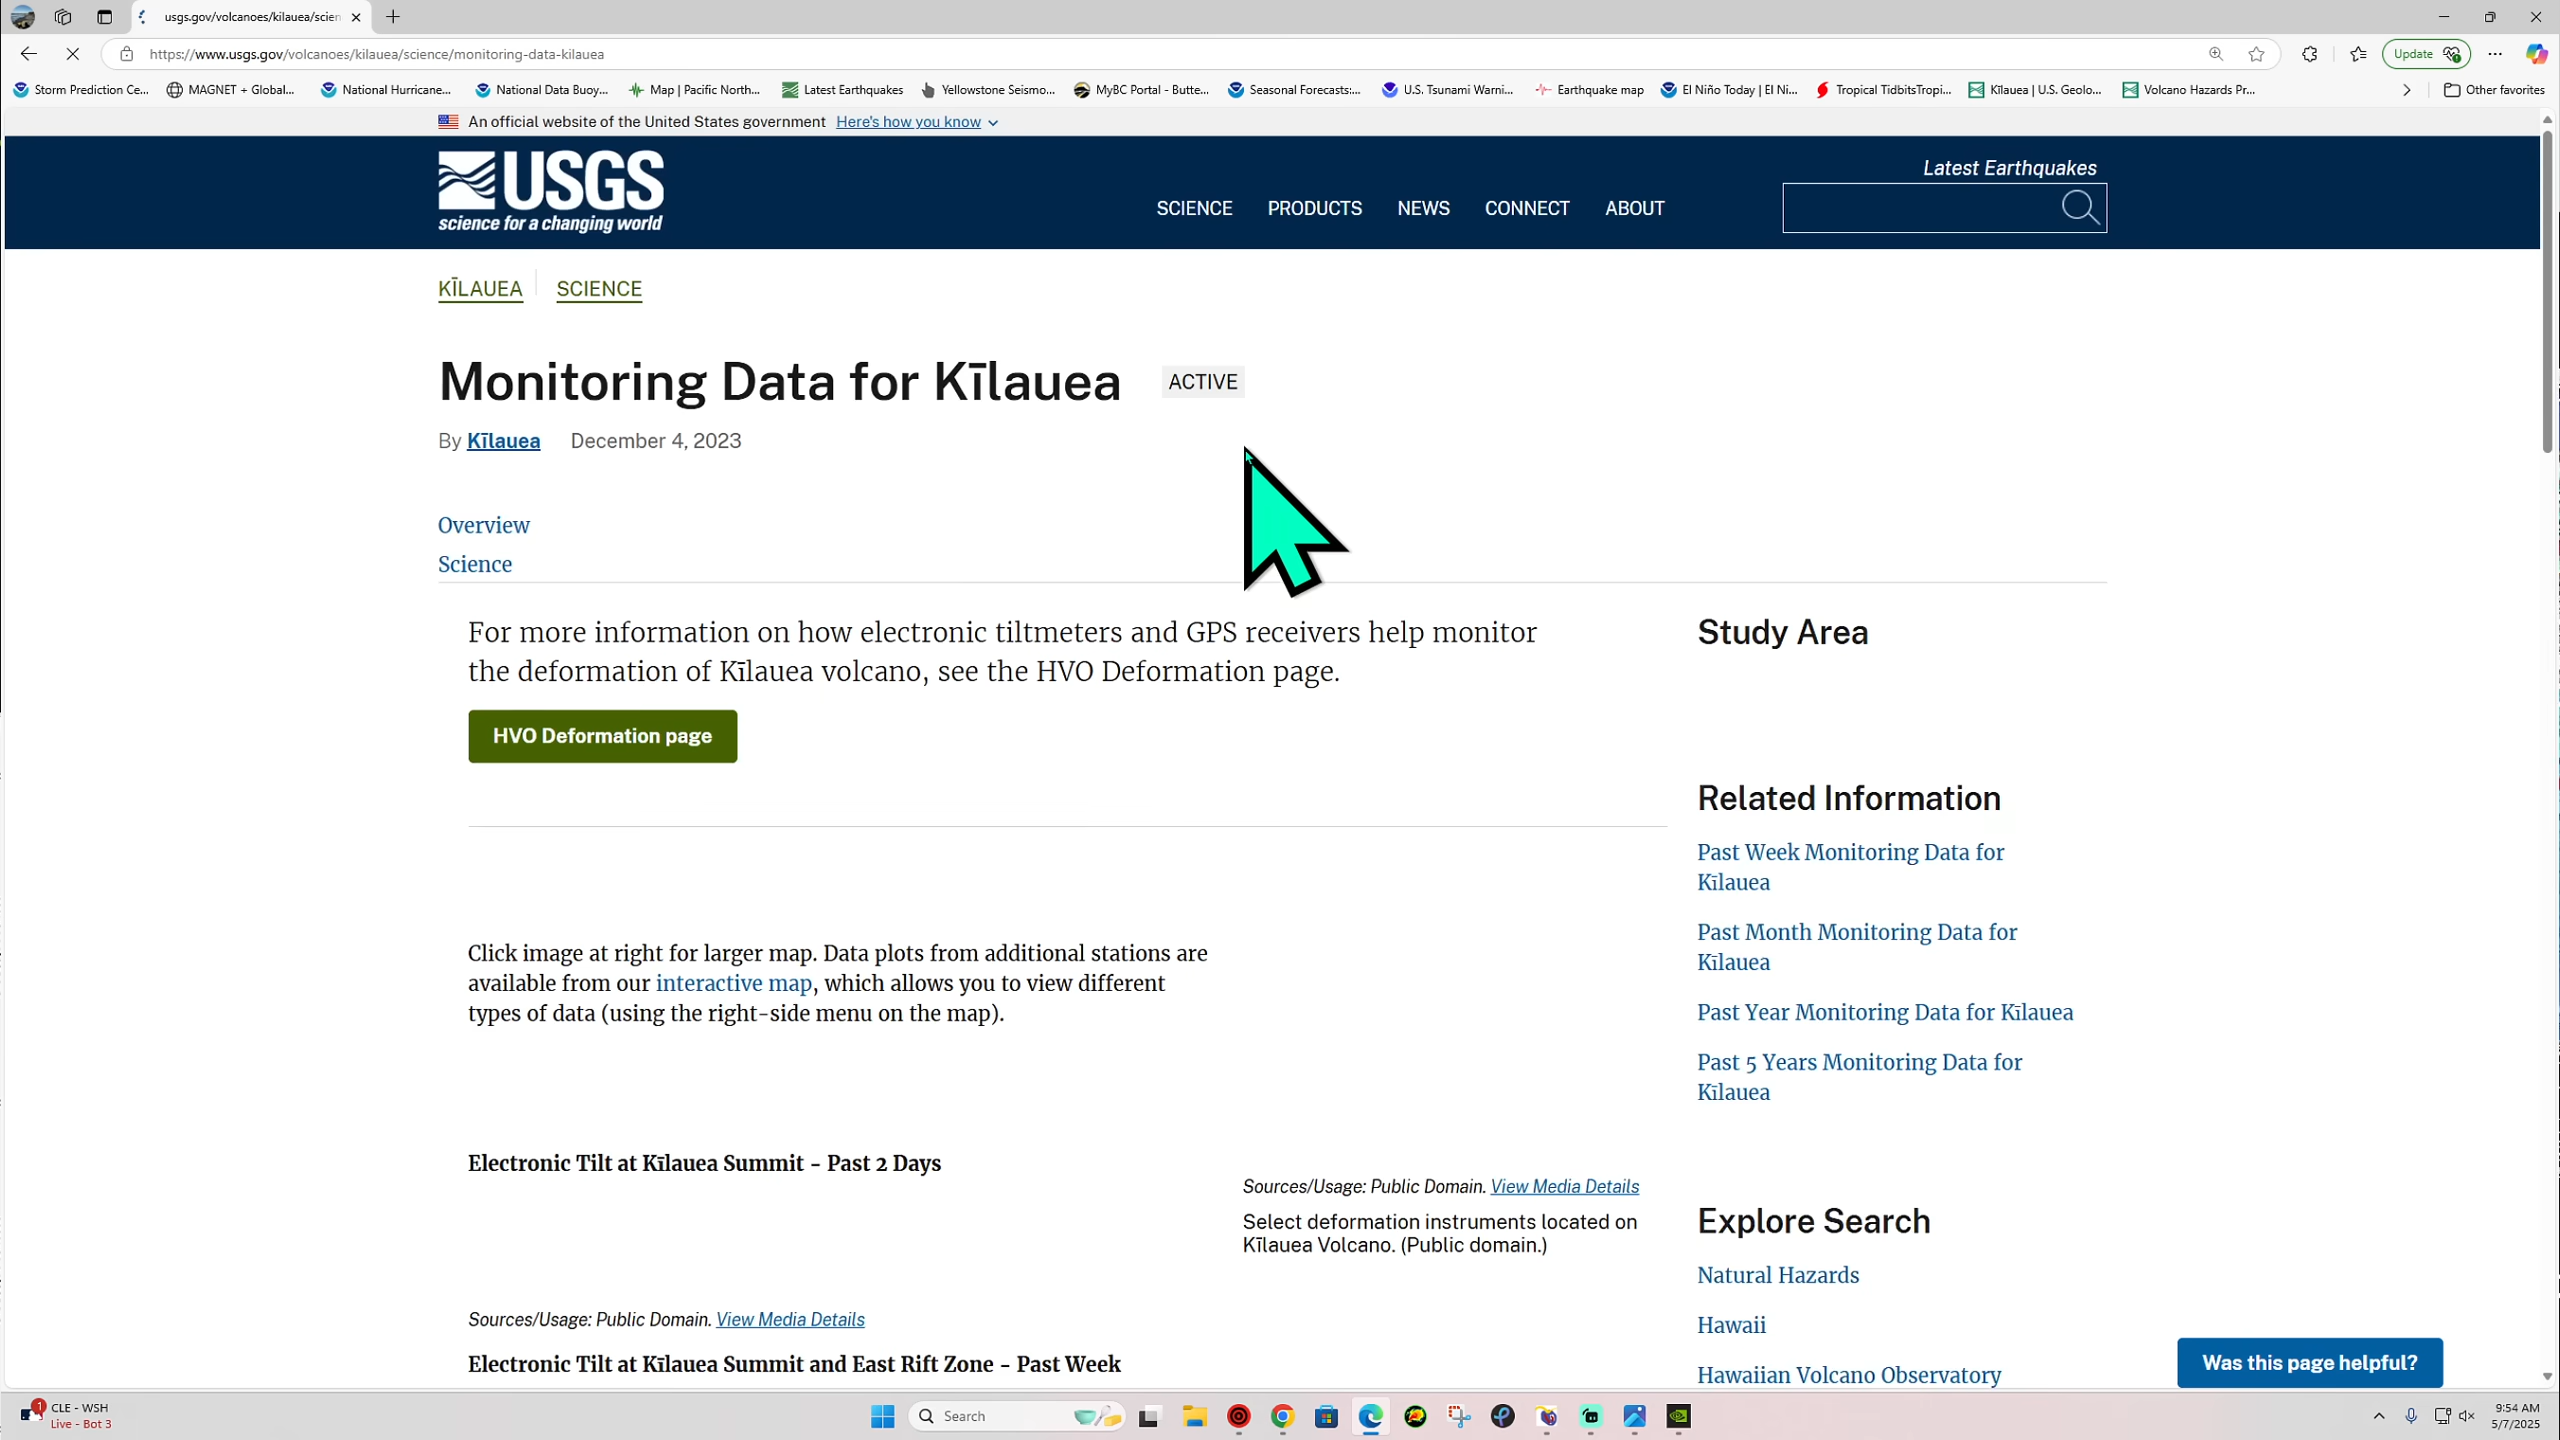 usgs.gov/volcanoes/kilauea/scien
https://www.usgs.gov/volcanoes/kilauea/science/monitoring-data-kilauea
Update
Storm Prediction Ce...
MAGNET + Global...
National Hurricane...
National Data Buoy...
Map | Pacific North...
Latest Earthquakes
Yellowstone Seismo...
MyBC Portal - Butte...
Seasonal Forecasts:...
U.S. Tsunami Warni...
Earthquake map
El Niño Today | El Ni...
Tropical TidbitsTropi...
Kīlauea | U.S. Geolo...
Volcano Hazards Pr...
Other favorites
An official website of the United States government Here's how you know
USGS
science for a changing world
SCIENCE
PRODUCTS
NEWS
CONNECT
ABOUT
Latest Earthquakes
KĪLAUEA
SCIENCE
Monitoring Data for Kīlauea
ACTIVE
By Kīlauea December 4, 2023
Overview
Science
For more information on how electronic tiltmeters and GPS receivers help monitor
the deformation of Kīlauea volcano, see the HVO Deformation page.
HVO Deformation page
Click image at right for larger map. Data plots from additional stations are
available from our interactive map, which allows you to view different
types of data (using the right-side menu on the map).
Electronic Tilt at Kīlauea Summit - Past 2 Days
Sources/Usage: Public Domain. View Media Details
Select deformation instruments located on
Kīlauea Volcano. (Public domain.)
Sources/Usage: Public Domain. View Media Details
Electronic Tilt at Kīlauea Summit and East Rift Zone - Past Week
Study Area
Related Information
Past Week Monitoring Data for
Kīlauea
Past Month Monitoring Data for
Kīlauea
Past Year Monitoring Data for Kīlauea
Past 5 Years Monitoring Data for
Kīlauea
Explore Search
Natural Hazards
Hawaii
Hawaiian Volcano Observatory
Was this page helpful?
1
CLE - WSH
Live - Bot 3
Search
9:54 AM
5/7/2025